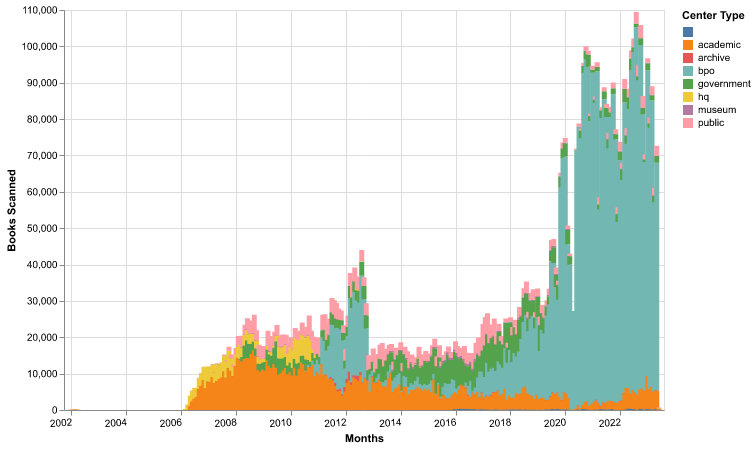 110,000
100,000
90,000
80,000
70,000
60,000
50,000
40,000
30,000
20,000
10,000
0
Books Scanned
2002 2004 2006 2008 2010 2012 2014 2016 2018 2020 2022
Months
Center Type
academic
archive
bpo
government
hq
museum
public